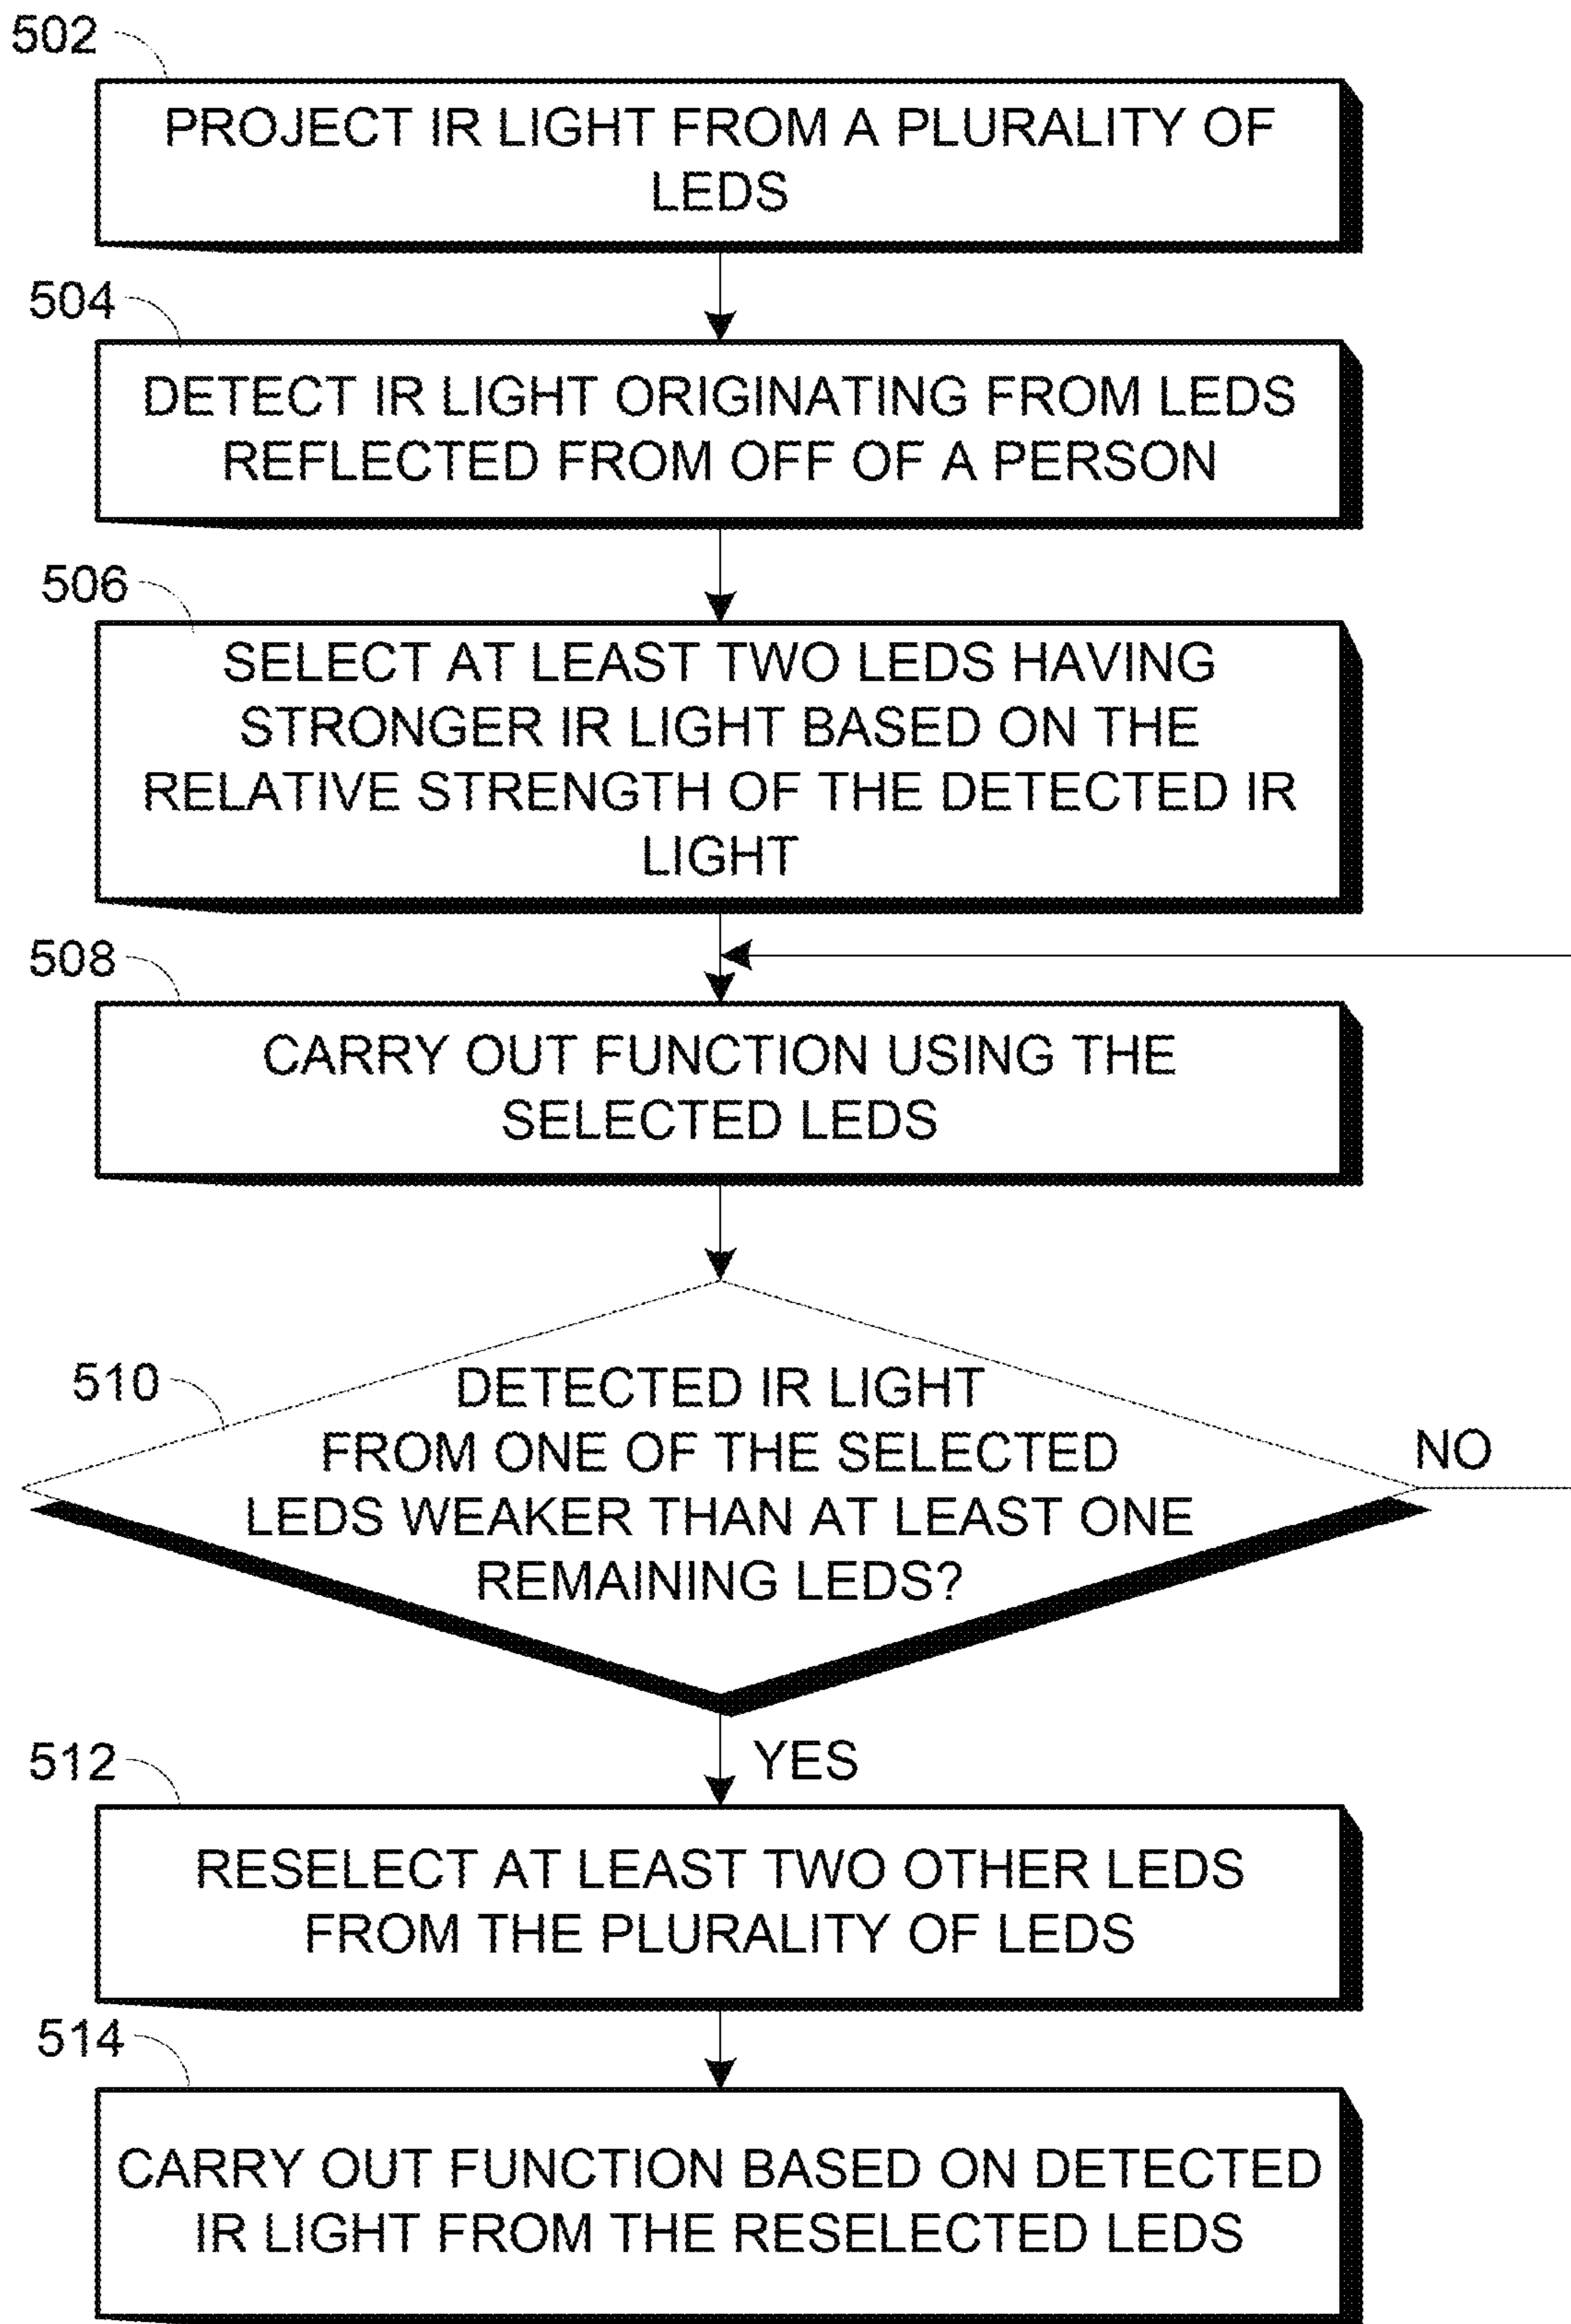 502
PROJECT IR LIGHT FROM A PLURALITY OF
LEDS
504
DETECT IR LIGHT ORIGINATING FROM LEDS
REFLECTED FROM OFF OF A PERSON
506
SELECT AT LEAST TWO LEDS HAVING
STRONGER IR LIGHT BASED ON THE
RELATIVE STRENGTH OF THE DETECTED IR
LIGHT
508
CARRY OUT FUNCTION USING THE
SELECTED LEDS
510
DETECTED IR LIGHT
FROM ONE OF THE SELECTED
LEDS WEAKER THAN AT LEAST ONE
REMAINING LEDS?
NO
YES
512
RESELECT AT LEAST TWO OTHER LEDS
FROM THE PLURALITY OF LEDS
514
CARRY OUT FUNCTION BASED ON DETECTED
IR LIGHT FROM THE RESELECTED LEDS